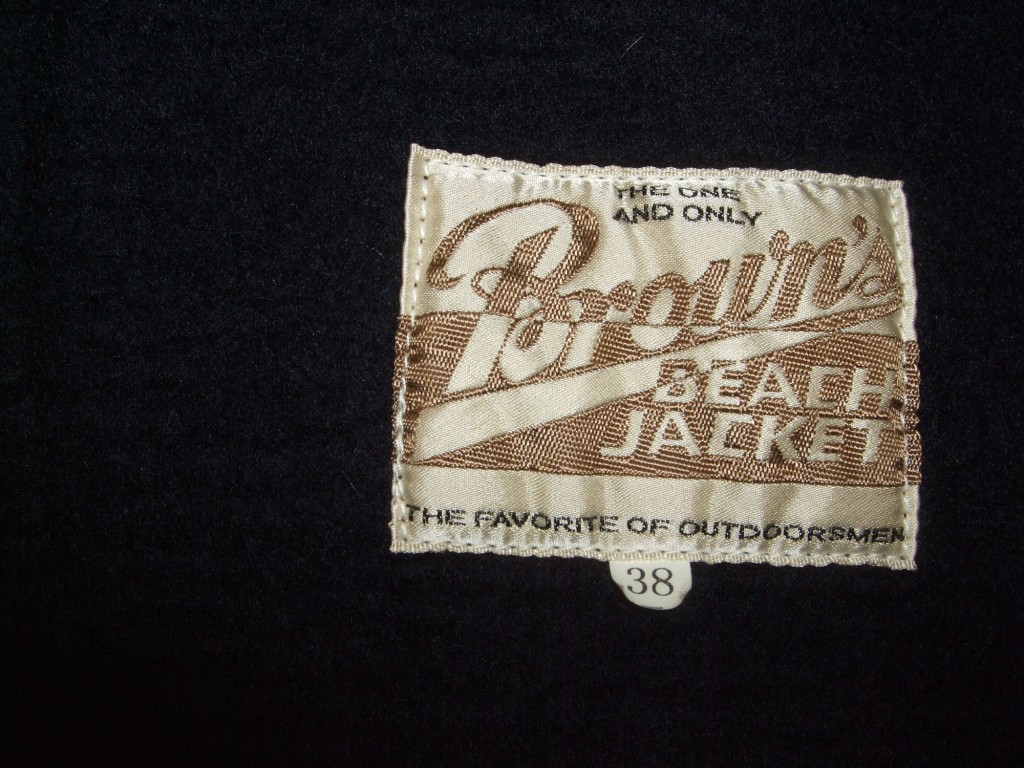 THE ONE
AND ONLY
Brown's
BEACH
JACKET
THE FAVORITE OF OUTDOORSMEN
38